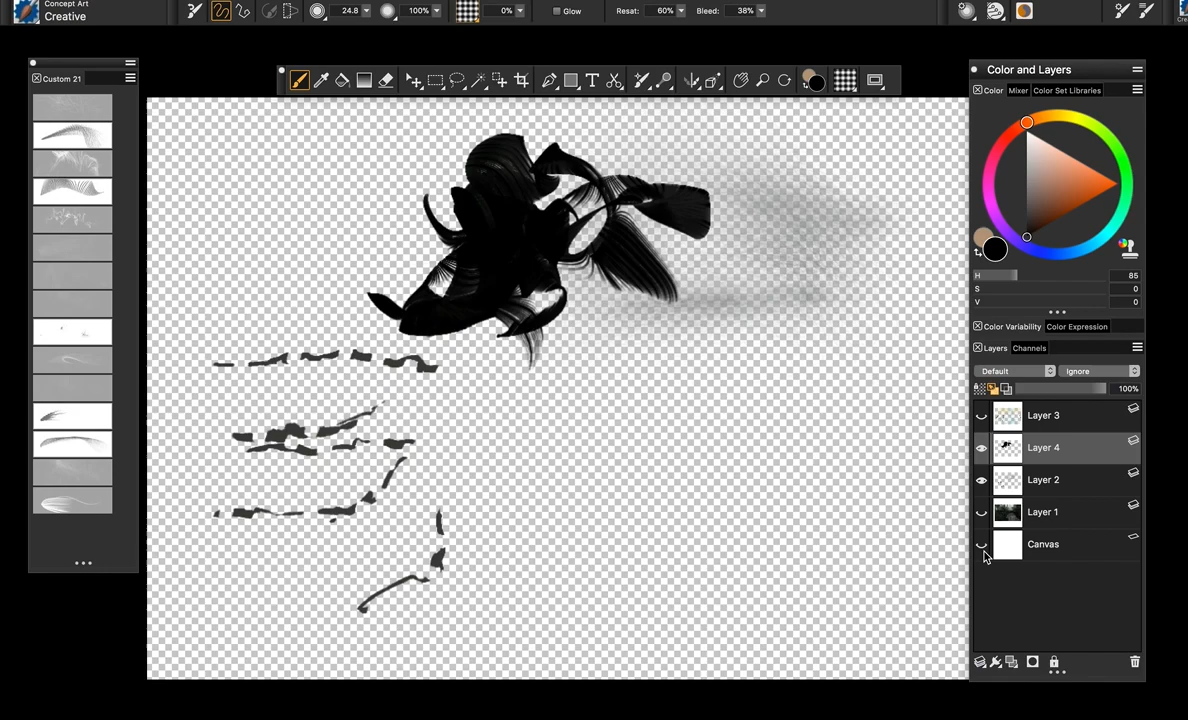 Concept Art
Creative
24.8
100%
0%
Glow
Resat: 60%
Bleed: 38%
Custom 21
Color and Layers
Color Mixer Color Set Libraries
H 85
S 0
V 0
Color Variability Color Expression
Layers Channels
Default Ignore
100%
Layer 3
Layer 4
Layer 2
Layer 1
Canvas